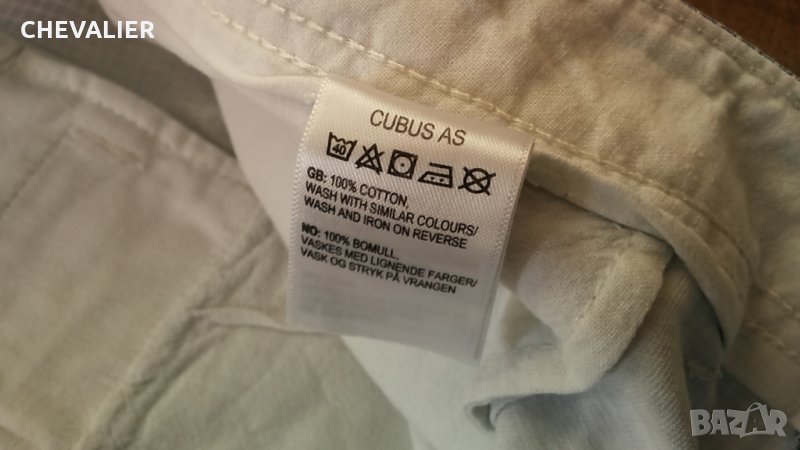 CHEVALIER
CUBUS AS
40
GB: 100% COTTON,
WASH WITH SIMILAR COLOURS/
WASH AND IRON ON REVERSE
NO: 100% BOMULL,
VASKES MED LIGNENDE FARGER/
VASK OG STRYK PÅ VRANGEN
BAZAR